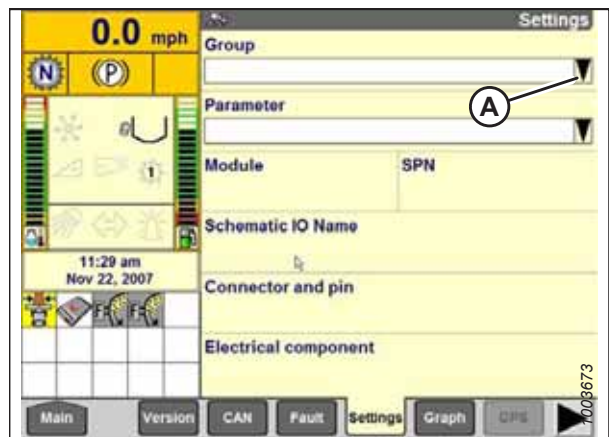 0.0 mph
Settings
Group
N
(P)
A
Parameter
Module
SPN
1
Schematic IO Name
11:29 am
Nov 22, 2007
Connector and pin
Electrical component
Main
Version
CAN
Fault
Settings
Graph
GPS
1003673